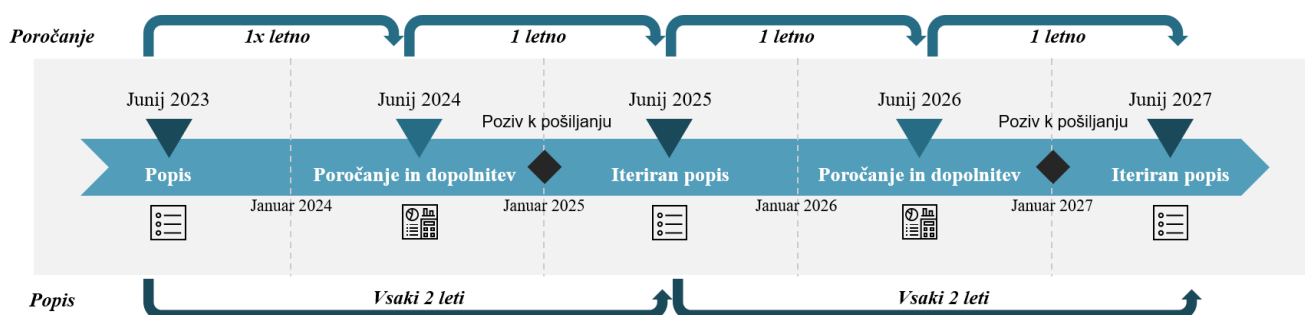 Poročanje
1x letno
1 letno
1 letno
1 letno
Junij 2023
Junij 2024
Junij 2025
Junij 2026
Junij 2027
Poziv k pošiljanju
Poziv k pošiljanju
Popis
Poročanje in dopolnitev
Iteriran popis
Poročanje in dopolnitev
Iteriran popis
Januar 2024
Januar 2025
Januar 2026
Januar 2027
Popis
Vsaki 2 leti
Vsaki 2 leti